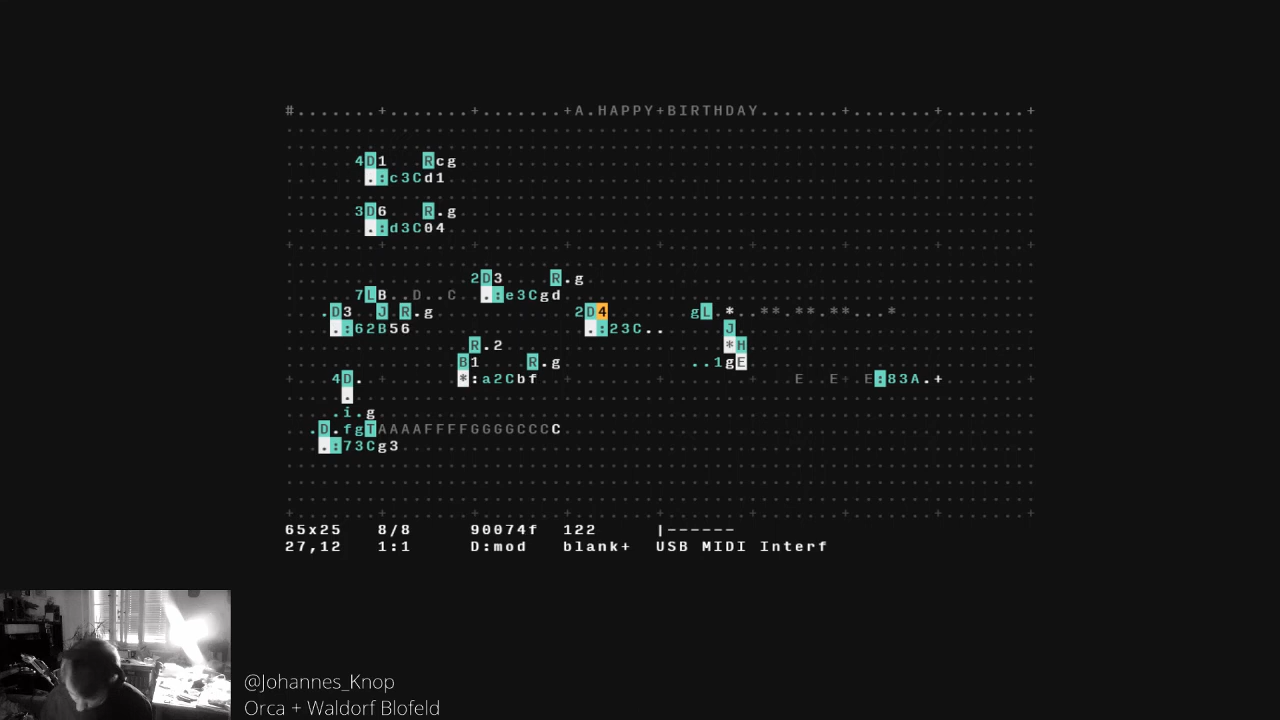 #.......+.......+.......+A.HAPPY+BIRTHDAY.......+.......+.......+
4D1 Rcg
.:c3Cd1
3D6 R.g
.:d3C04
2D3 R.g
7LB..D..C .:e3Cgd
.D3 J R.g 2D4 gL *..**.**.**...*
.:62B56 .:23C.. J
R.2 *H
B1 R.g ..1gE
4D. *:a2Cbf E E E:83A.+
.
.i.g
.D.fgTAAAAFFFFGGGGCCCC
.:73Cg3
65x25 8/8 90074f 122 |------
27,12 1:1 D:mod blank+ USB MIDI Interf
@Johannes_Knop
Orca + Waldorf Blofeld